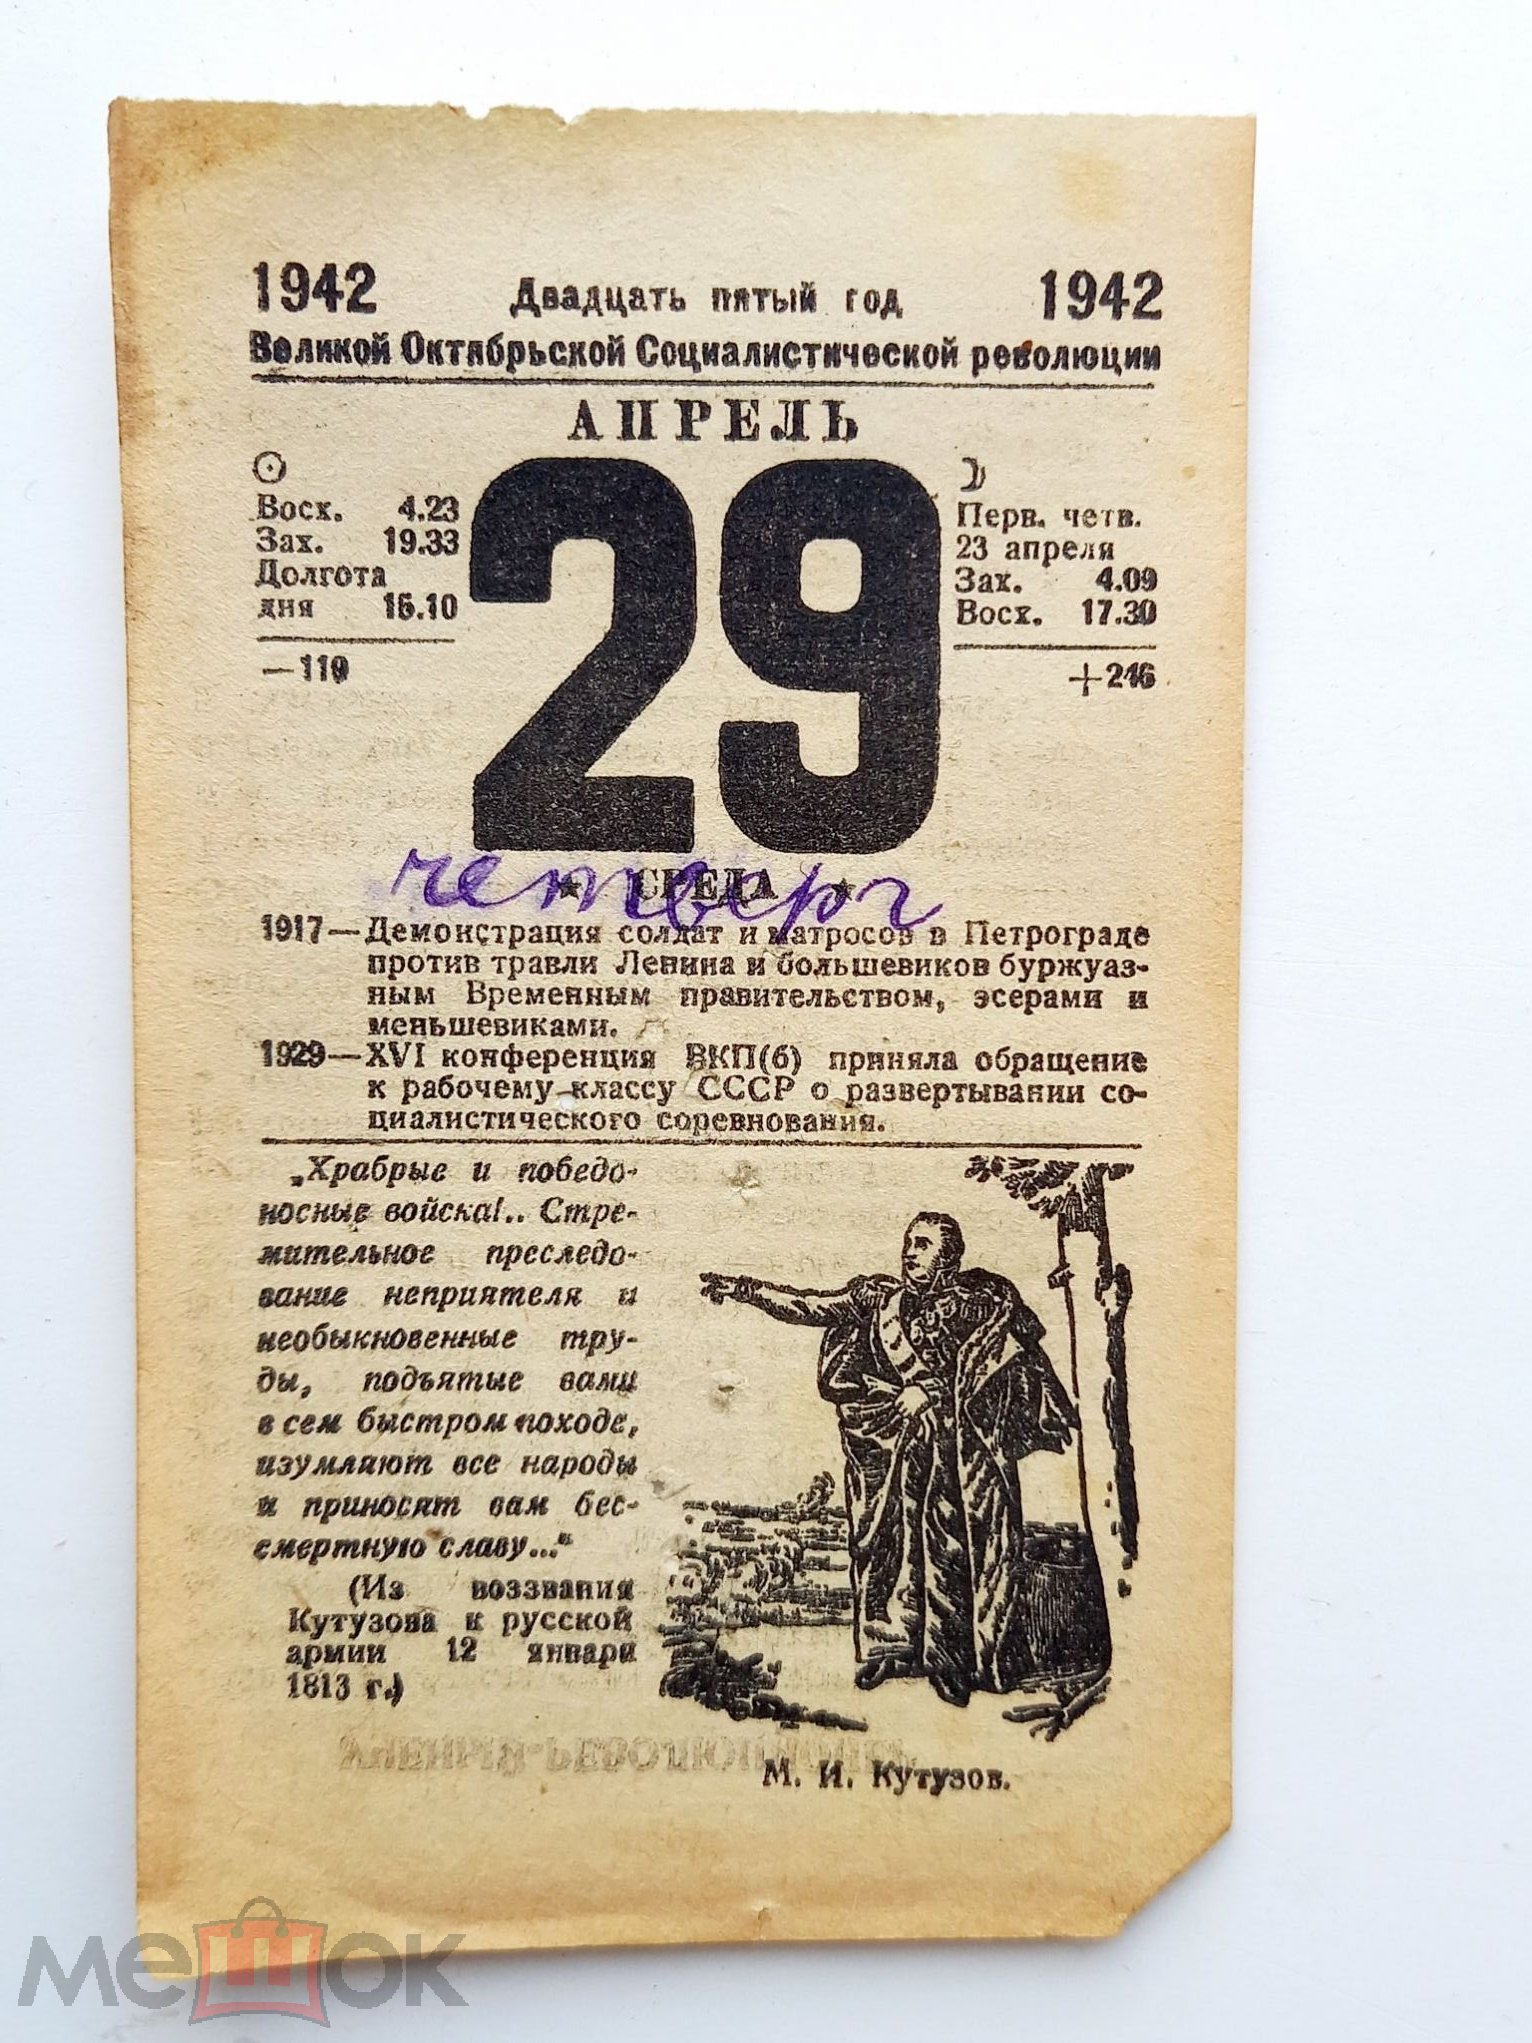 1942 Двадцать пятый год 1942
Великой Октябрьской Социалистической революции
АПРЕЛЬ
29
Восх. 4.23
Зах. 19.33
Долгота
дня 15.10
—119
Перв. четв.
23 апреля
Зах. 4.09
Восх. 17.30
+246
СРЕДА
четверг
1917—Демонстрация солдат и матросов в Петрограде
против травли Ленина и большевиков буржуаз-
ным Временным правительством, эсерами и
меньшевиками.
1929—XVI конференция ВКП(б) приняла обращение
к рабочему классу СССР о развертывании со-
циалистического соревнования.
„Храбрые и победо-
носные войска!.. Стре-
мительное преследо-
вание неприятеля и
необыкновенные тру-
ды, подъятые вами
в сем быстром походе,
изумляют все народы
и приносят вам бес-
смертную славу..."
(Из воззвания
Кутузова к русской
армии 12 января
1813 г.)
М. И. Кутузов.
мешок